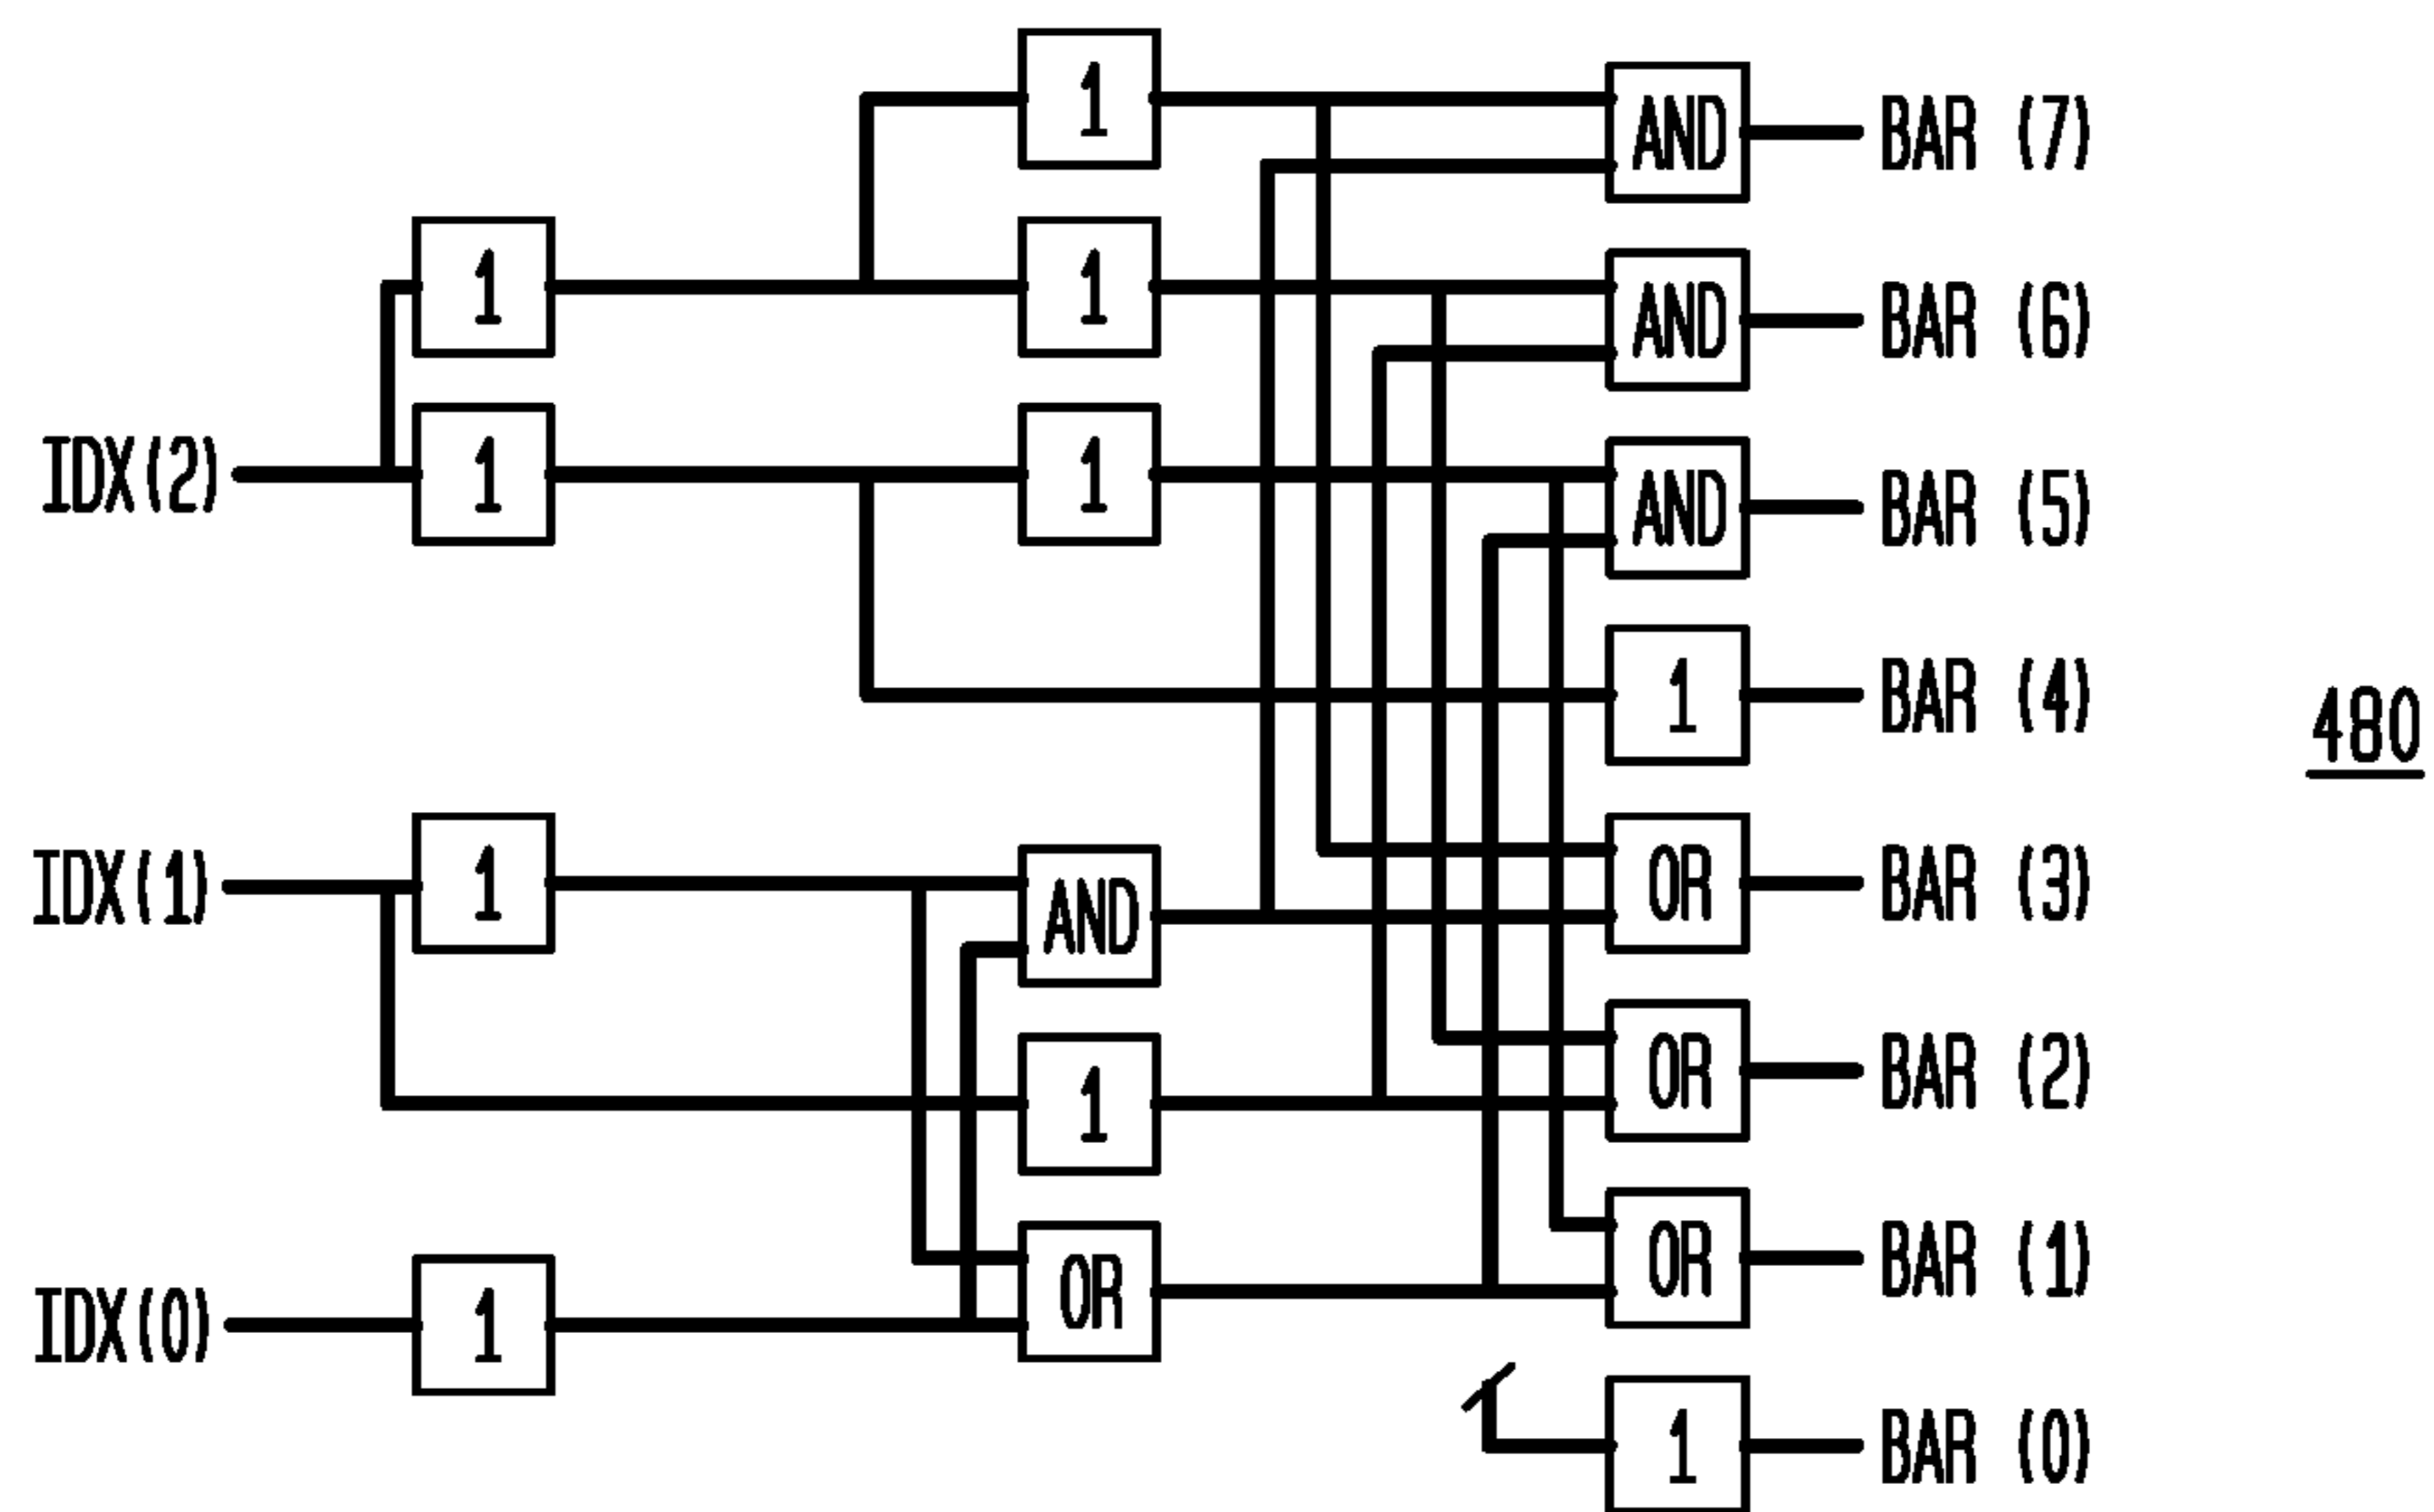 1
AND BAR (7)
1 1 AND BAR (6)
IDX(2) 1 1 AND BAR (5)
1 BAR (4)
480
IDX(1) 1 AND OR BAR (3)
1 OR BAR (2)
IDX(0) 1 OR OR BAR (1)
1 BAR (0)